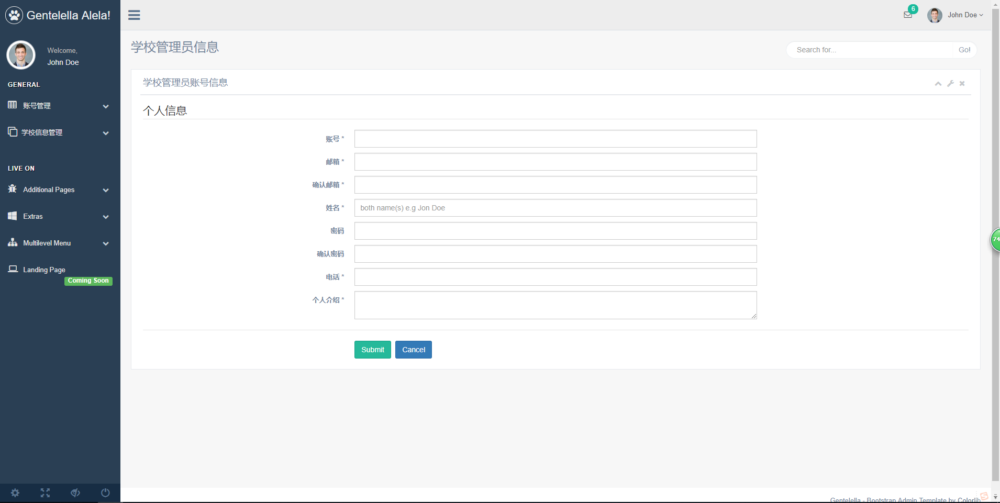 Gentelella Alela!
6
John Doe
Welcome,
John Doe
GENERAL
账号管理
学校信息管理
LIVE ON
Additional Pages
Extras
Multilevel Menu
Landing Page
Coming Soon
学校管理员信息
Search for...
Go!
学校管理员账号信息
个人信息
账号 *
邮箱 *
确认邮箱 *
姓名 *
both name(s) e.g Jon Doe
密码
确认密码
电话 *
个人介绍 *
Submit
Cancel
74
Gentelella - Bootstrap Admin Template by Colorlib